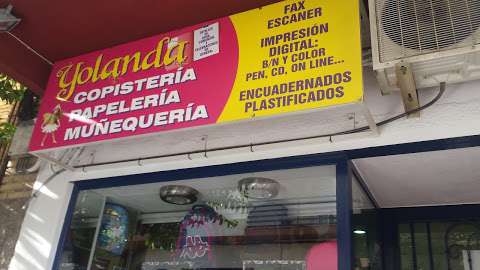 Yolanda
COPISTERÍA
PAPELERÍA
MUÑEQUERÍA
FAX
ESCANER
IMPRESIÓN
DIGITAL:
B/N Y COLOR
PEN, CD, ON LINE...
ENCUADERNADOS
PLASTIFICADOS